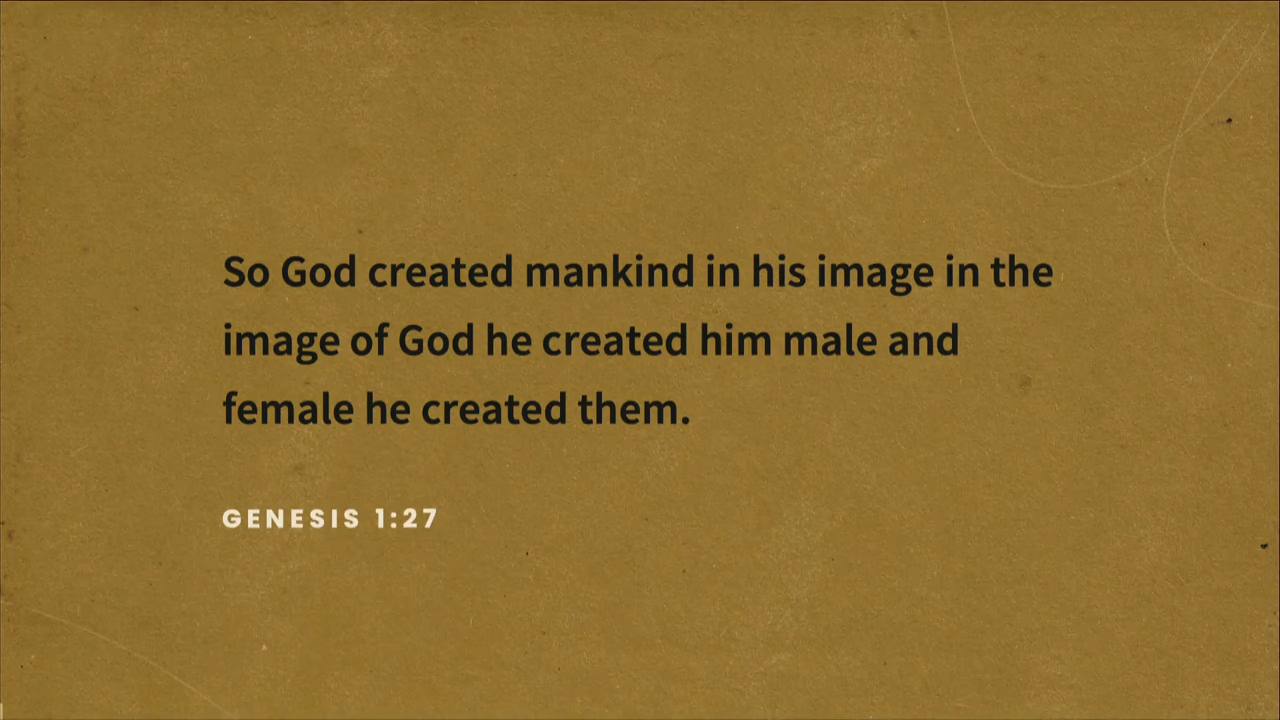 So God created mankind in his image in the
image of God he created him male and
female he created them.
GENESIS 1:27